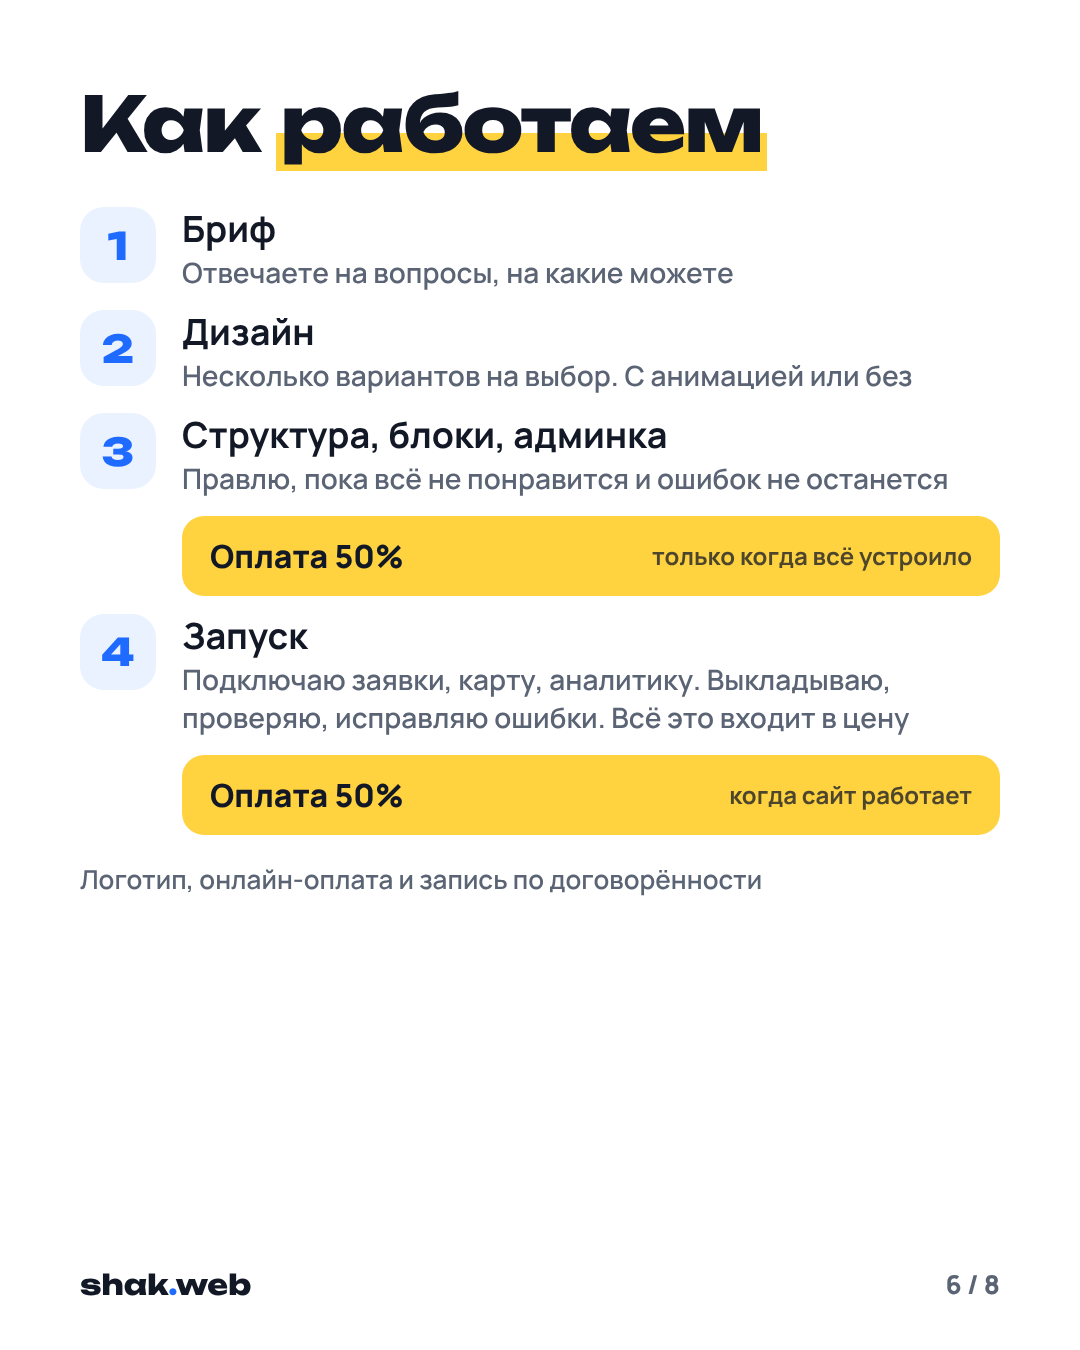 Как работаем
1
Бриф
Отвечаете на вопросы, на какие можете
2
Дизайн
Несколько вариантов на выбор. С анимацией или без
3
Структура, блоки, админка
Правлю, пока всё не понравится и ошибок не останется
Оплата 50% только когда всё устроило
4
Запуск
Подключаю заявки, карту, аналитику. Выкладываю,
проверяю, исправляю ошибки. Всё это входит в цену
Оплата 50% когда сайт работает
Логотип, онлайн-оплата и запись по договорённости
shak.web 6 / 8